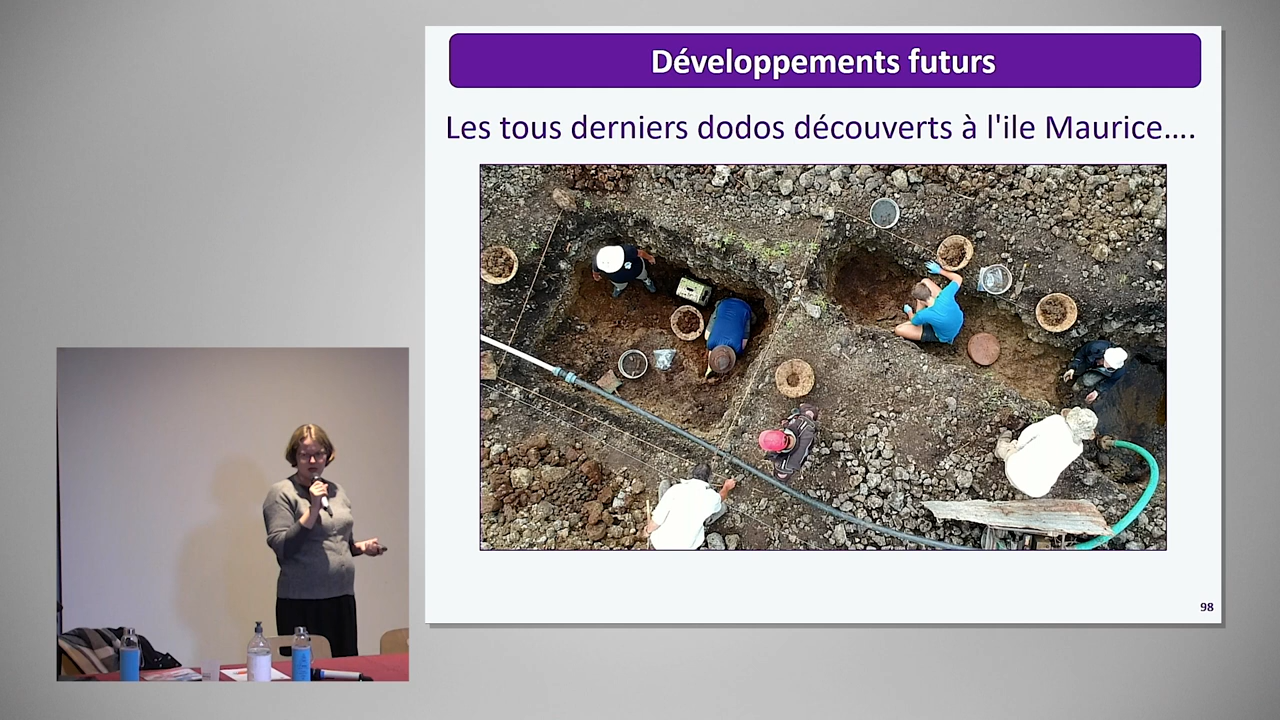 Développements futurs
Les tous derniers dodos découverts à l'ile Maurice....
98